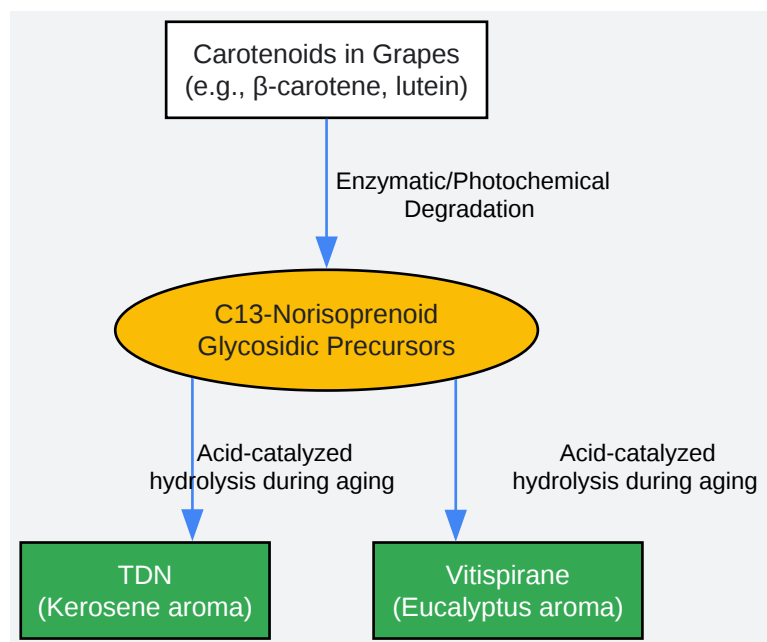 Carotenoids in Grapes
(e.g., β-carotene, lutein)
Enzymatic/Photochemical
Degradation
C13-Norisoprenoid
Glycosidic Precursors
Acid-catalyzed
hydrolysis during aging
Acid-catalyzed
hydrolysis during aging
TDN
(Kerosene aroma)
Vitispirane
(Eucalyptus aroma)